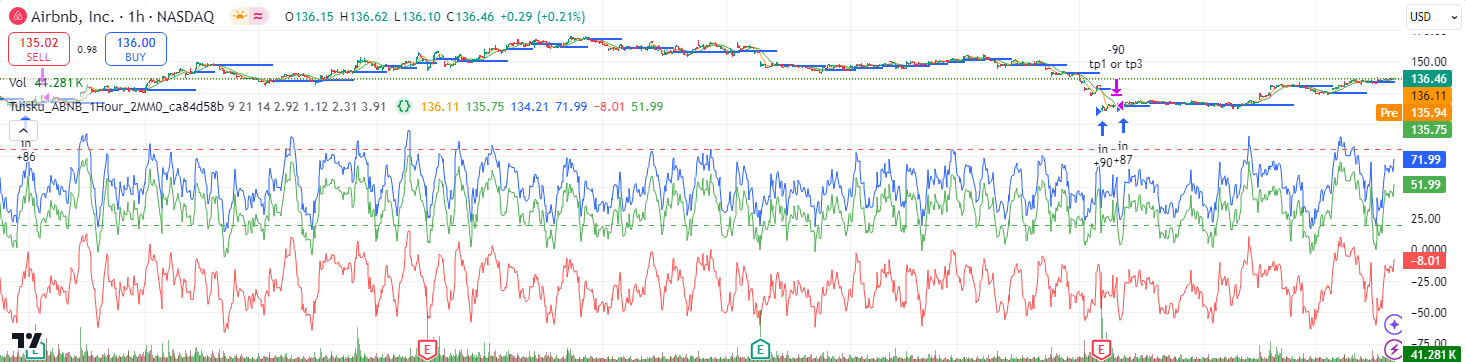 Airbnb, Inc. · 1h · NASDAQ
O136.15 H136.62 L136.10 C136.46 +0.29 (+0.21%)
USD
135.02
SELL
0.98
136.00
BUY
Vol 44.281 K
9 21 14 2.92 1.12 2.31 3.91 136.11 135.75 134.21 71.99 −8.01 51.99
in
+86
-90
tp1 or tp3
in
+90
in
+87
150.00
136.46
136.11
Pre 135.94
135.75
71.99
51.99
25.00
0.0000
−8.01
−25.00
−50.00
−75.00
41.281 K
E
E
E
E